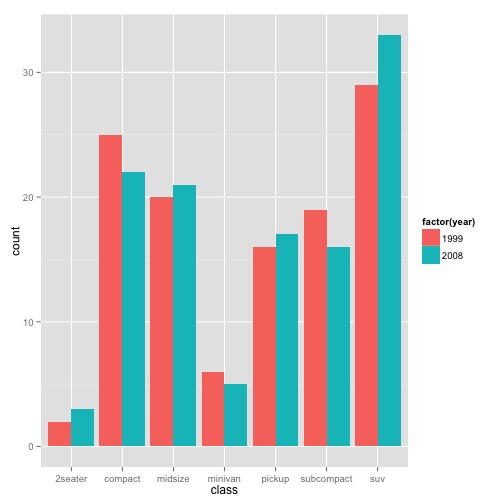 30
20
10
0
count
2seater compact midsize minivan pickup subcompact suv
class
factor(year)
1999
2008